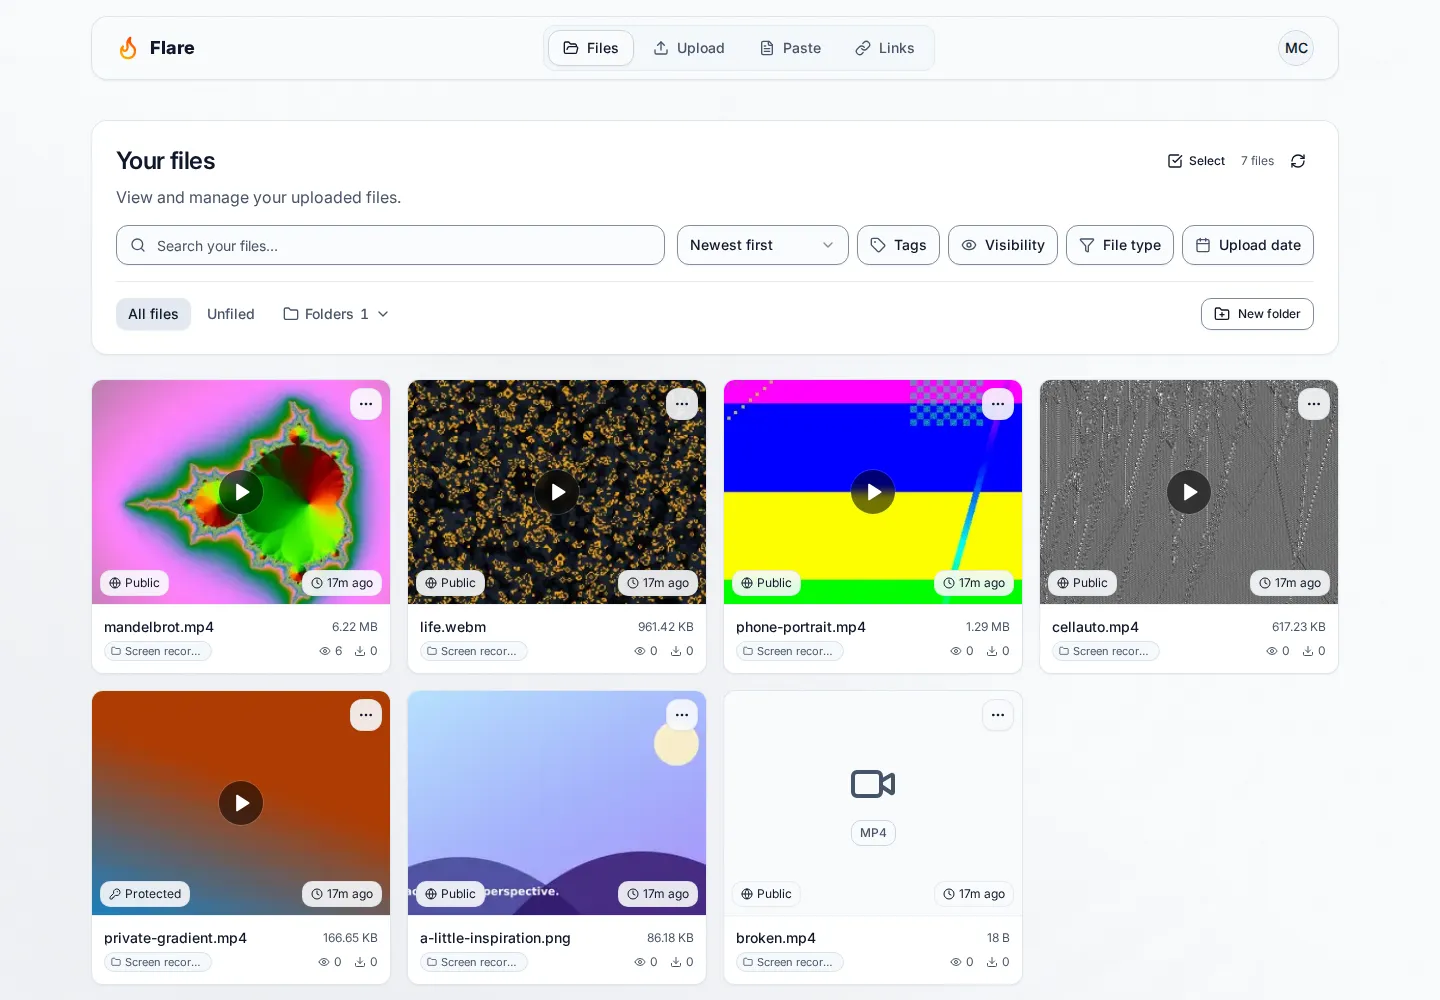 Flare
Files
Upload
Paste
Links
MC
Your files
Select
7 files
View and manage your uploaded files.
Search your files...
Newest first
Tags
Visibility
File type
Upload date
All files
Unfiled
Folders 1
New folder
Public
17m ago
mandelbrot.mp4
6.22 MB
Screen recor...
6
0
Public
17m ago
life.webm
961.42 KB
Screen recor...
0
0
Public
17m ago
phone-portrait.mp4
1.29 MB
Screen recor...
0
0
Public
17m ago
cellauto.mp4
617.23 KB
Screen recor...
0
0
Protected
17m ago
private-gradient.mp4
166.65 KB
Screen recor...
0
0
perspective.
Public
17m ago
a-little-inspiration.png
86.18 KB
Screen recor...
0
0
MP4
Public
17m ago
broken.mp4
18 B
Screen recor...
0
0